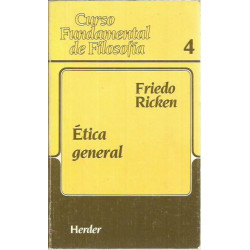 Curso
Fundamental
de Filosofía
4
Friedo
Ricken
Ética
general
Herder